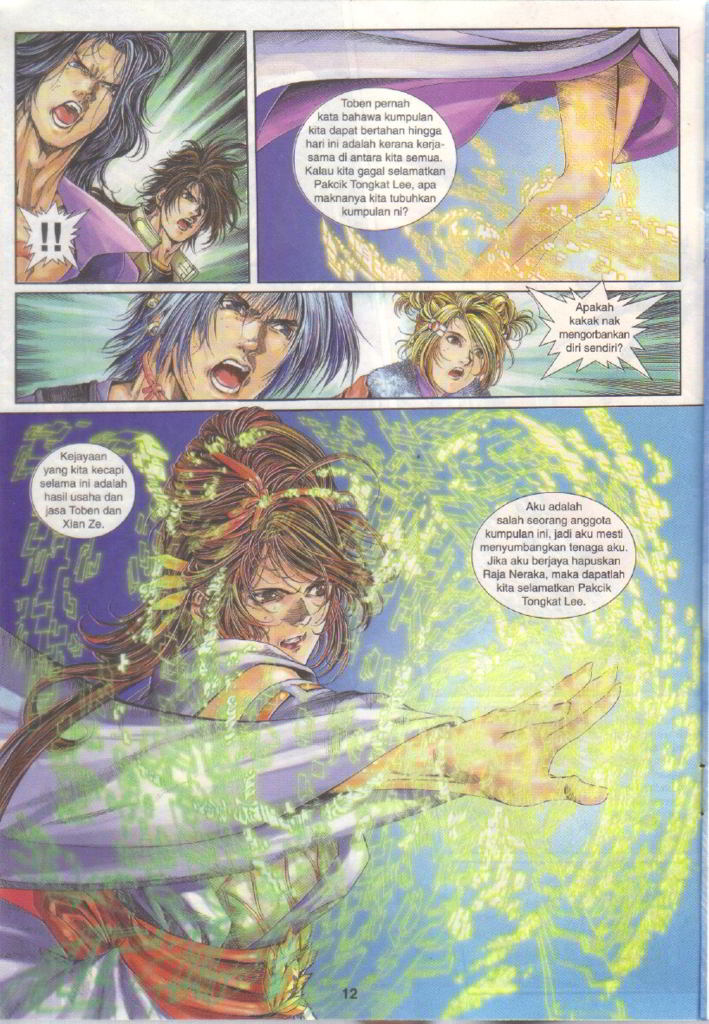 !!
Toben pernah
kata bahawa kumpulan
kita dapat bertahan hingga
hari ini adalah kerana kerja-
sama di antara kita semua.
Kalau kita gagal selamatkan
Pakcik Tongkat Lee, apa
maknanya kita tubuhkan
kumpulan ni?
Apakah
kakak nak
mengorbankan
diri sendiri?
Kejayaan
yang kita kecapi
selama ini adalah
hasil usaha dan
jasa Toben dan
Xian Ze.
Aku adalah
salah seorang anggota
kumpulan ini, jadi aku mesti
menyumbangkan tenaga aku.
Jika aku berjaya hapuskan
Raja Neraka, maka dapatlah
kita selamatkan Pakcik
Tongkat Lee.
12